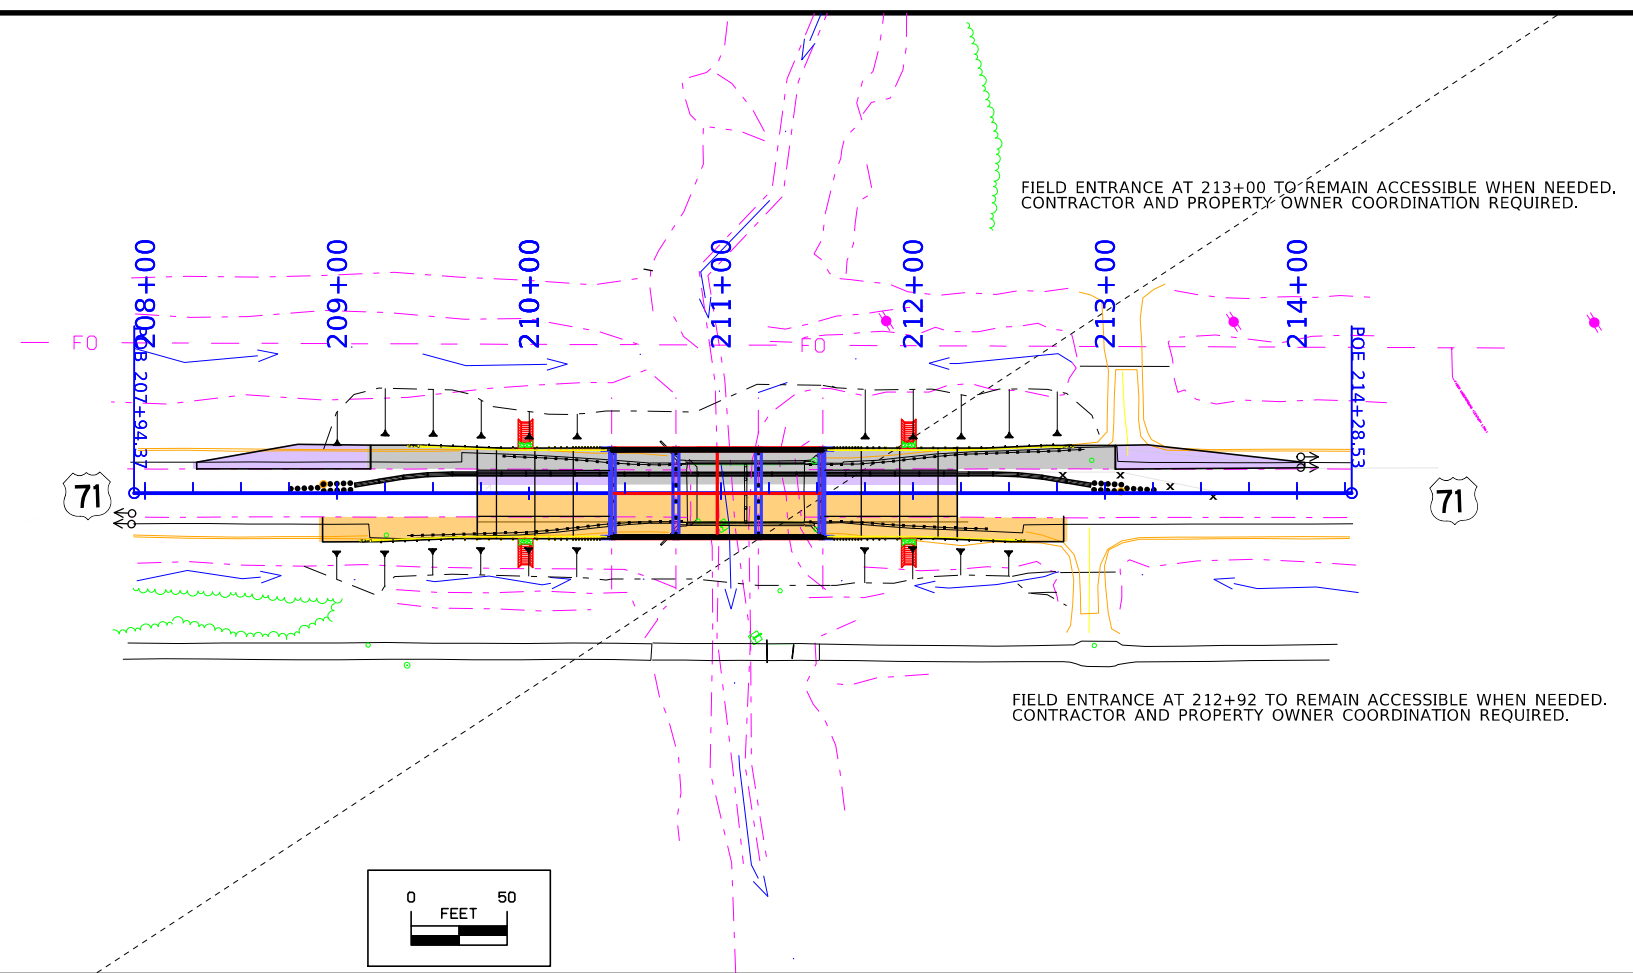 FIELD ENTRANCE AT 213+00 TO REMAIN ACCESSIBLE WHEN NEEDED.
CONTRACTOR AND PROPERTY OWNER COORDINATION REQUIRED.
208+00
209+00
210+00
211+00
212+00
213+00
214+00
FO
FO
POB 207+94.37
POE 214+28.53
71
71
FIELD ENTRANCE AT 212+92 TO REMAIN ACCESSIBLE WHEN NEEDED.
CONTRACTOR AND PROPERTY OWNER COORDINATION REQUIRED.
0 50
FEET